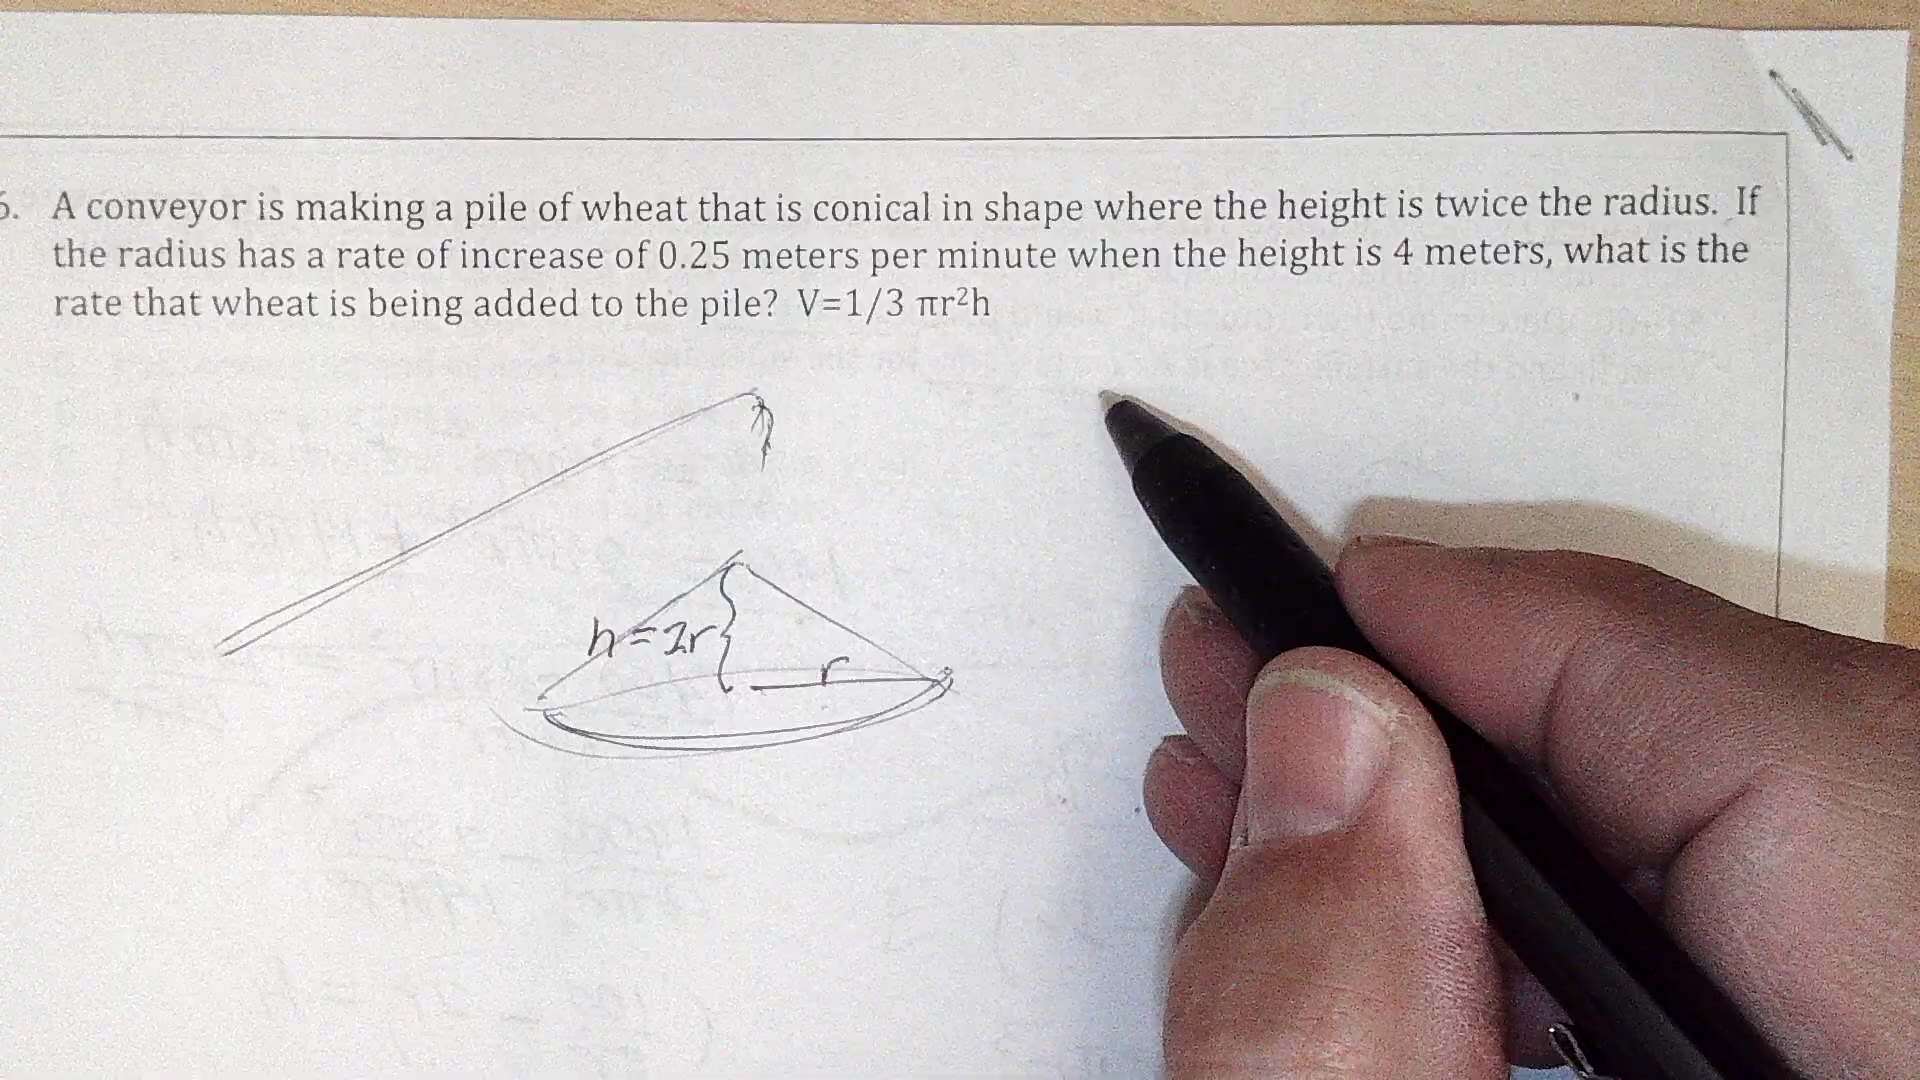 6. A conveyor is making a pile of wheat that is conical in shape where the height is twice the radius. If
the radius has a rate of increase of 0.25 meters per minute when the height is 4 meters, what is the
rate that wheat is being added to the pile? V=1/3 πr²h
h=2r
r